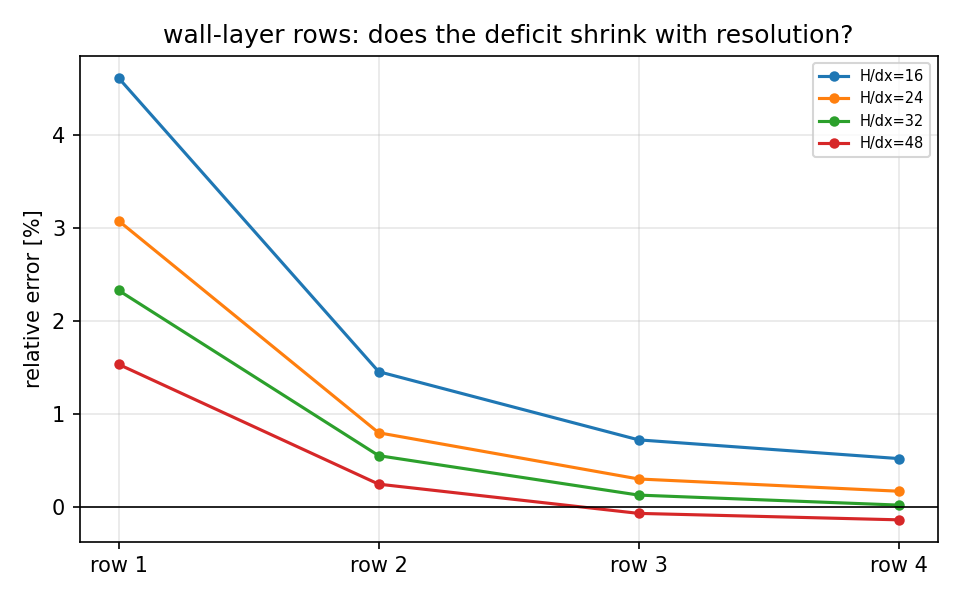 wall-layer rows: does the deficit shrink with resolution?
H/dx=16
H/dx=24
H/dx=32
H/dx=48
relative error [%]
4
3
2
1
0
row 1
row 2
row 3
row 4